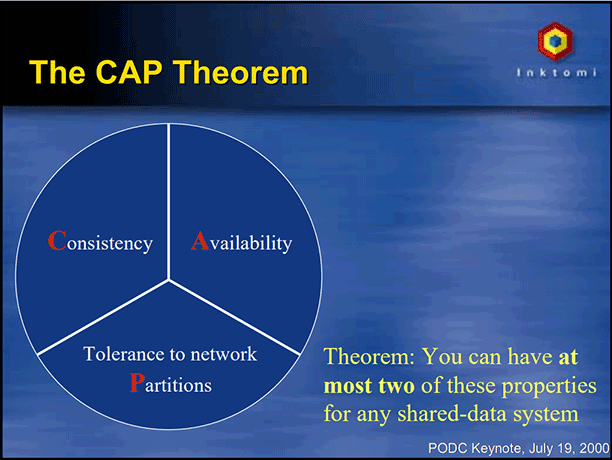 The CAP Theorem
Inktomi
Consistency
Availability
Tolerance to network
Partitions
Theorem: You can have at
most two of these properties
for any shared-data system
PODC Keynote, July 19, 2000